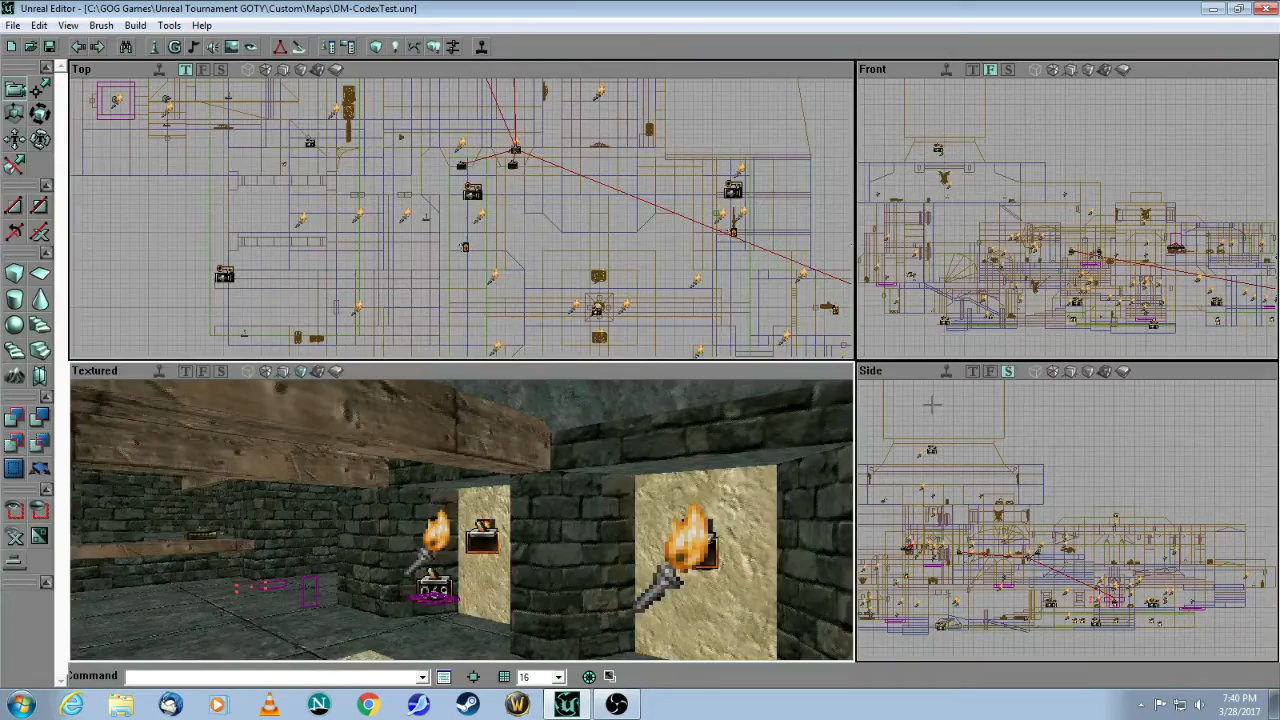 Unreal Editor - [C:\GOG Games\Unreal Tournament GOTY\Custom\Maps\DM-CodexTest.unr]
File Edit View Brush Build Tools Help
Top T F S
Front T F S
Textured T F S
Side T F S
Command 16
7:40 PM
3/28/2017